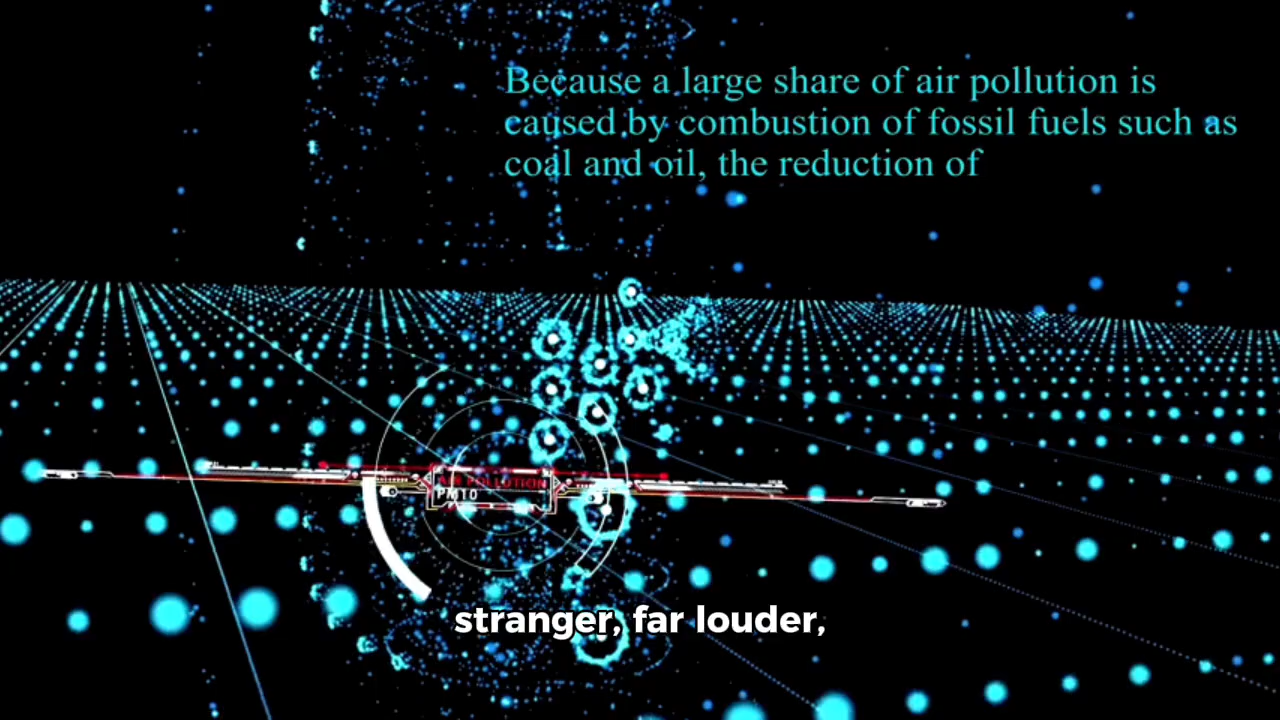 Because a large share of air pollution is
caused by combustion of fossil fuels such as
coal and oil, the reduction of
AIR POLLUTION
PM10
stranger, far louder,